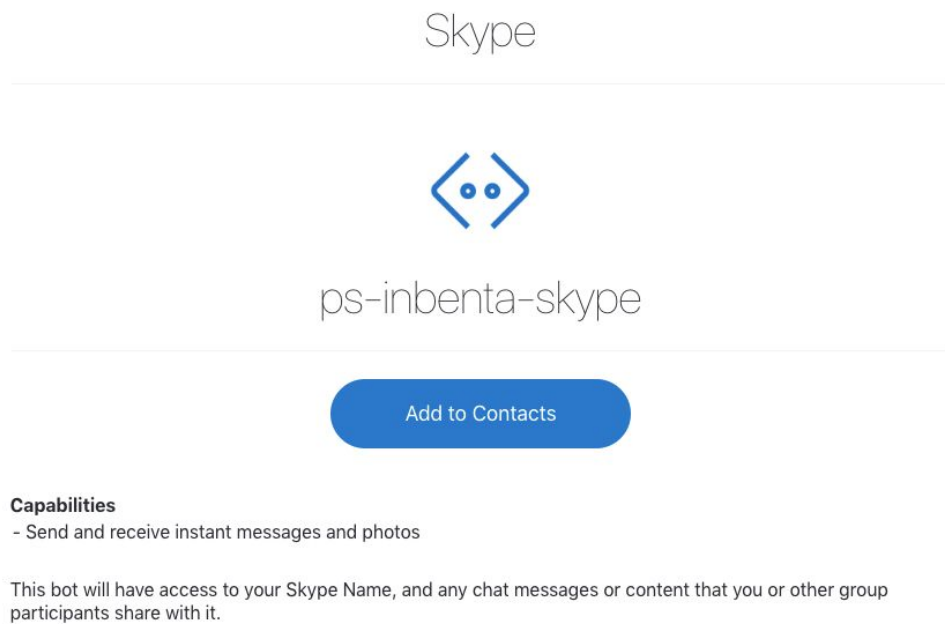 Skype
ps-inbenta-skype
Add to Contacts
Capabilities
- Send and receive instant messages and photos
This bot will have access to your Skype Name, and any chat messages or content that you or other group
participants share with it.